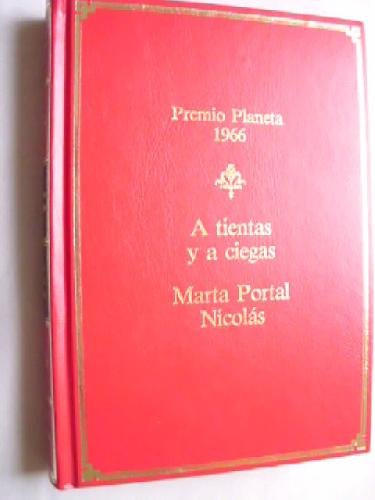 Premio Planeta
1966
A tientas
y a ciegas
Marta Portal
Nicolás